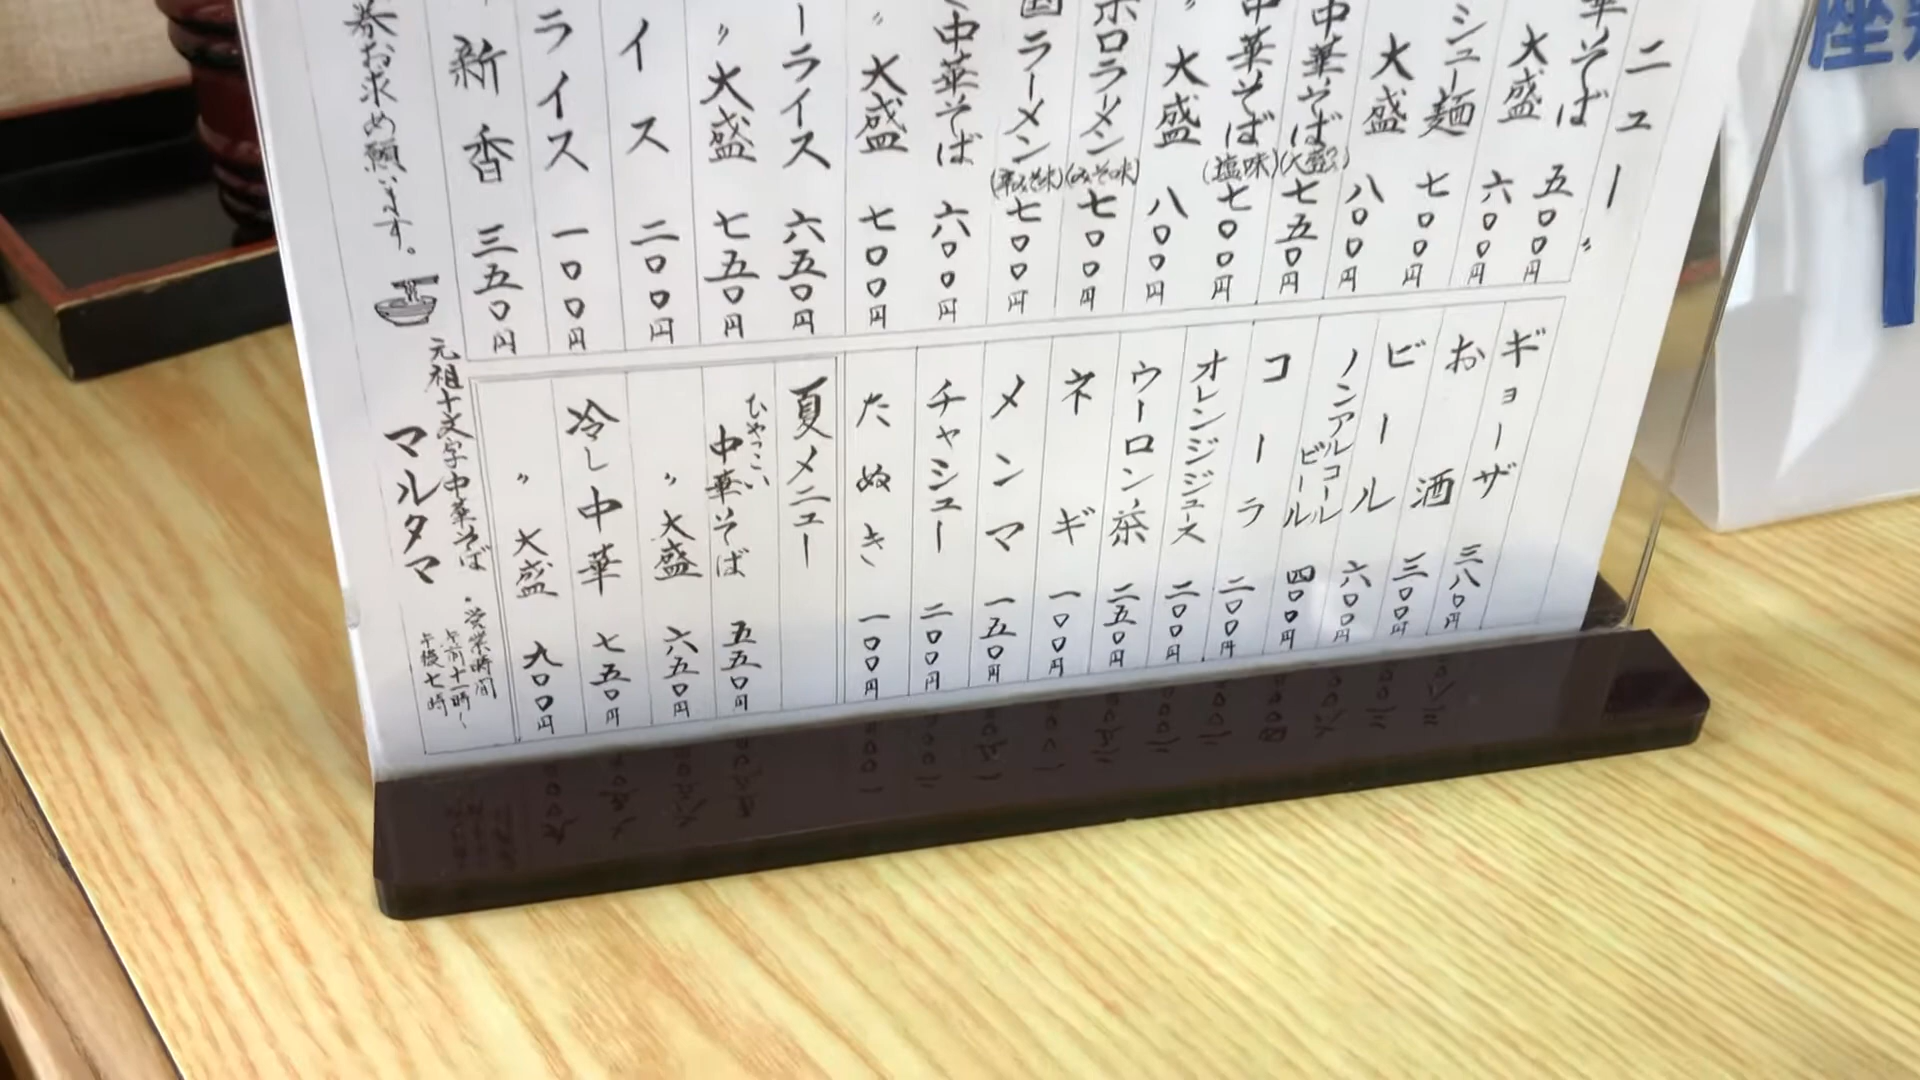 ニュー〃
華そば 五〇〇円
大盛 六〇〇円
シュー麺 七〇〇円
大盛 八〇〇円
中華そば(大盛) 七五〇円
中華そば(塩味) 七〇〇円
〃大盛 八〇〇円
ホロラーメン(みそ味) 七〇〇円
国ラーメン(辛みそ味) 七〇〇円
中華そば 六〇〇円
〃大盛 七〇〇円
ーライス 六五〇円
〃大盛 七五〇円
イス 二〇〇円
ライス 一〇〇円
新香 三五〇円
券お求め願います。
ギョーザ 三八〇円
お酒 三〇〇円
ビール 六〇〇円
ノンアルコールビール 四〇〇円
コーラ 二〇〇円
オレンジジュース 二〇〇円
ウーロン茶 二五〇円
ネギ 一〇〇円
メンマ 一五〇円
チャシュー 二〇〇円
たぬき 一〇〇円
夏メニュー
ひやっこい中華そば 五五〇円
〃大盛 六五〇円
冷し中華 七五〇円
〃大盛 九〇〇円
元祖十文字中華そば
マルタマ
・営業時間
午前十一時〜
午後七時
座
1